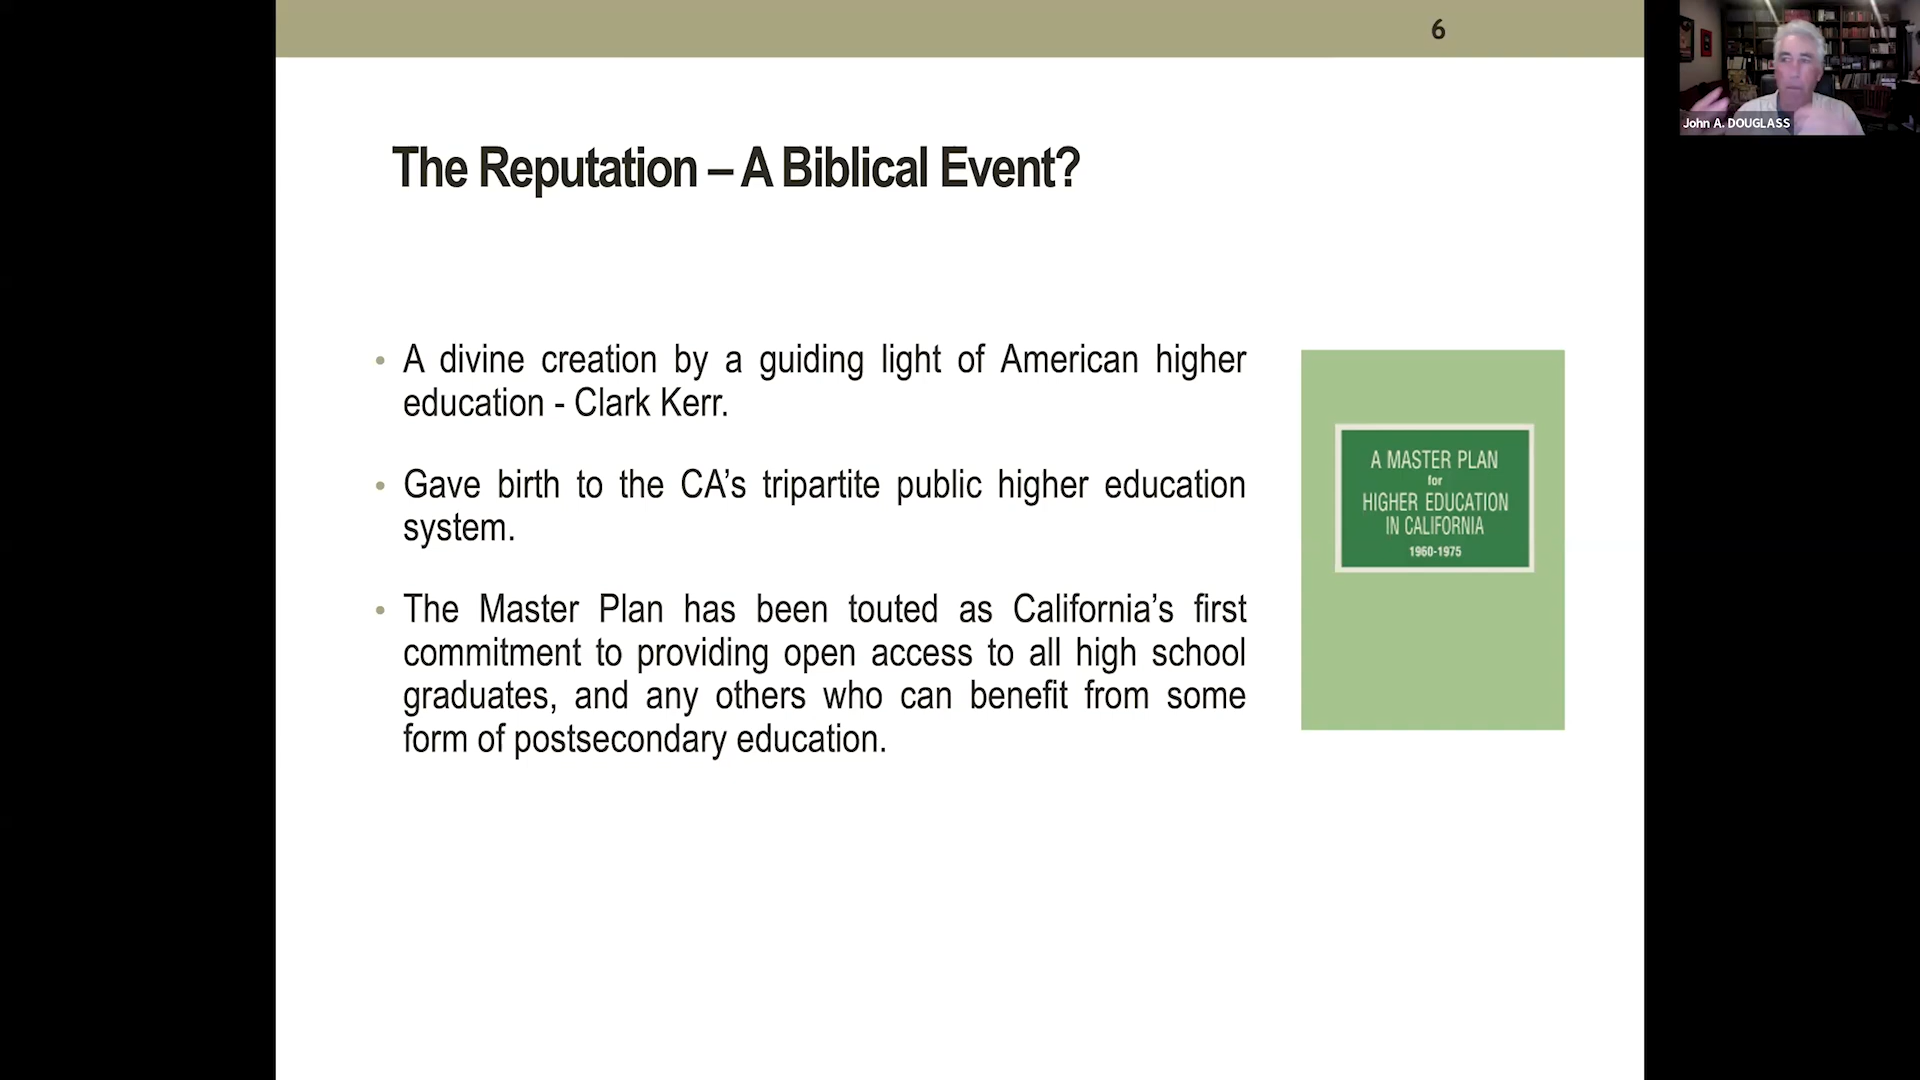 6
John A. DOUGLASS
The Reputation – A Biblical Event?
• A divine creation by a guiding light of American higher
education - Clark Kerr.
• Gave birth to the CA’s tripartite public higher education
system.
• The Master Plan has been touted as California’s first
commitment to providing open access to all high school
graduates, and any others who can benefit from some
form of postsecondary education.
A MASTER PLAN
for
HIGHER EDUCATION
IN CALIFORNIA
1960-1975